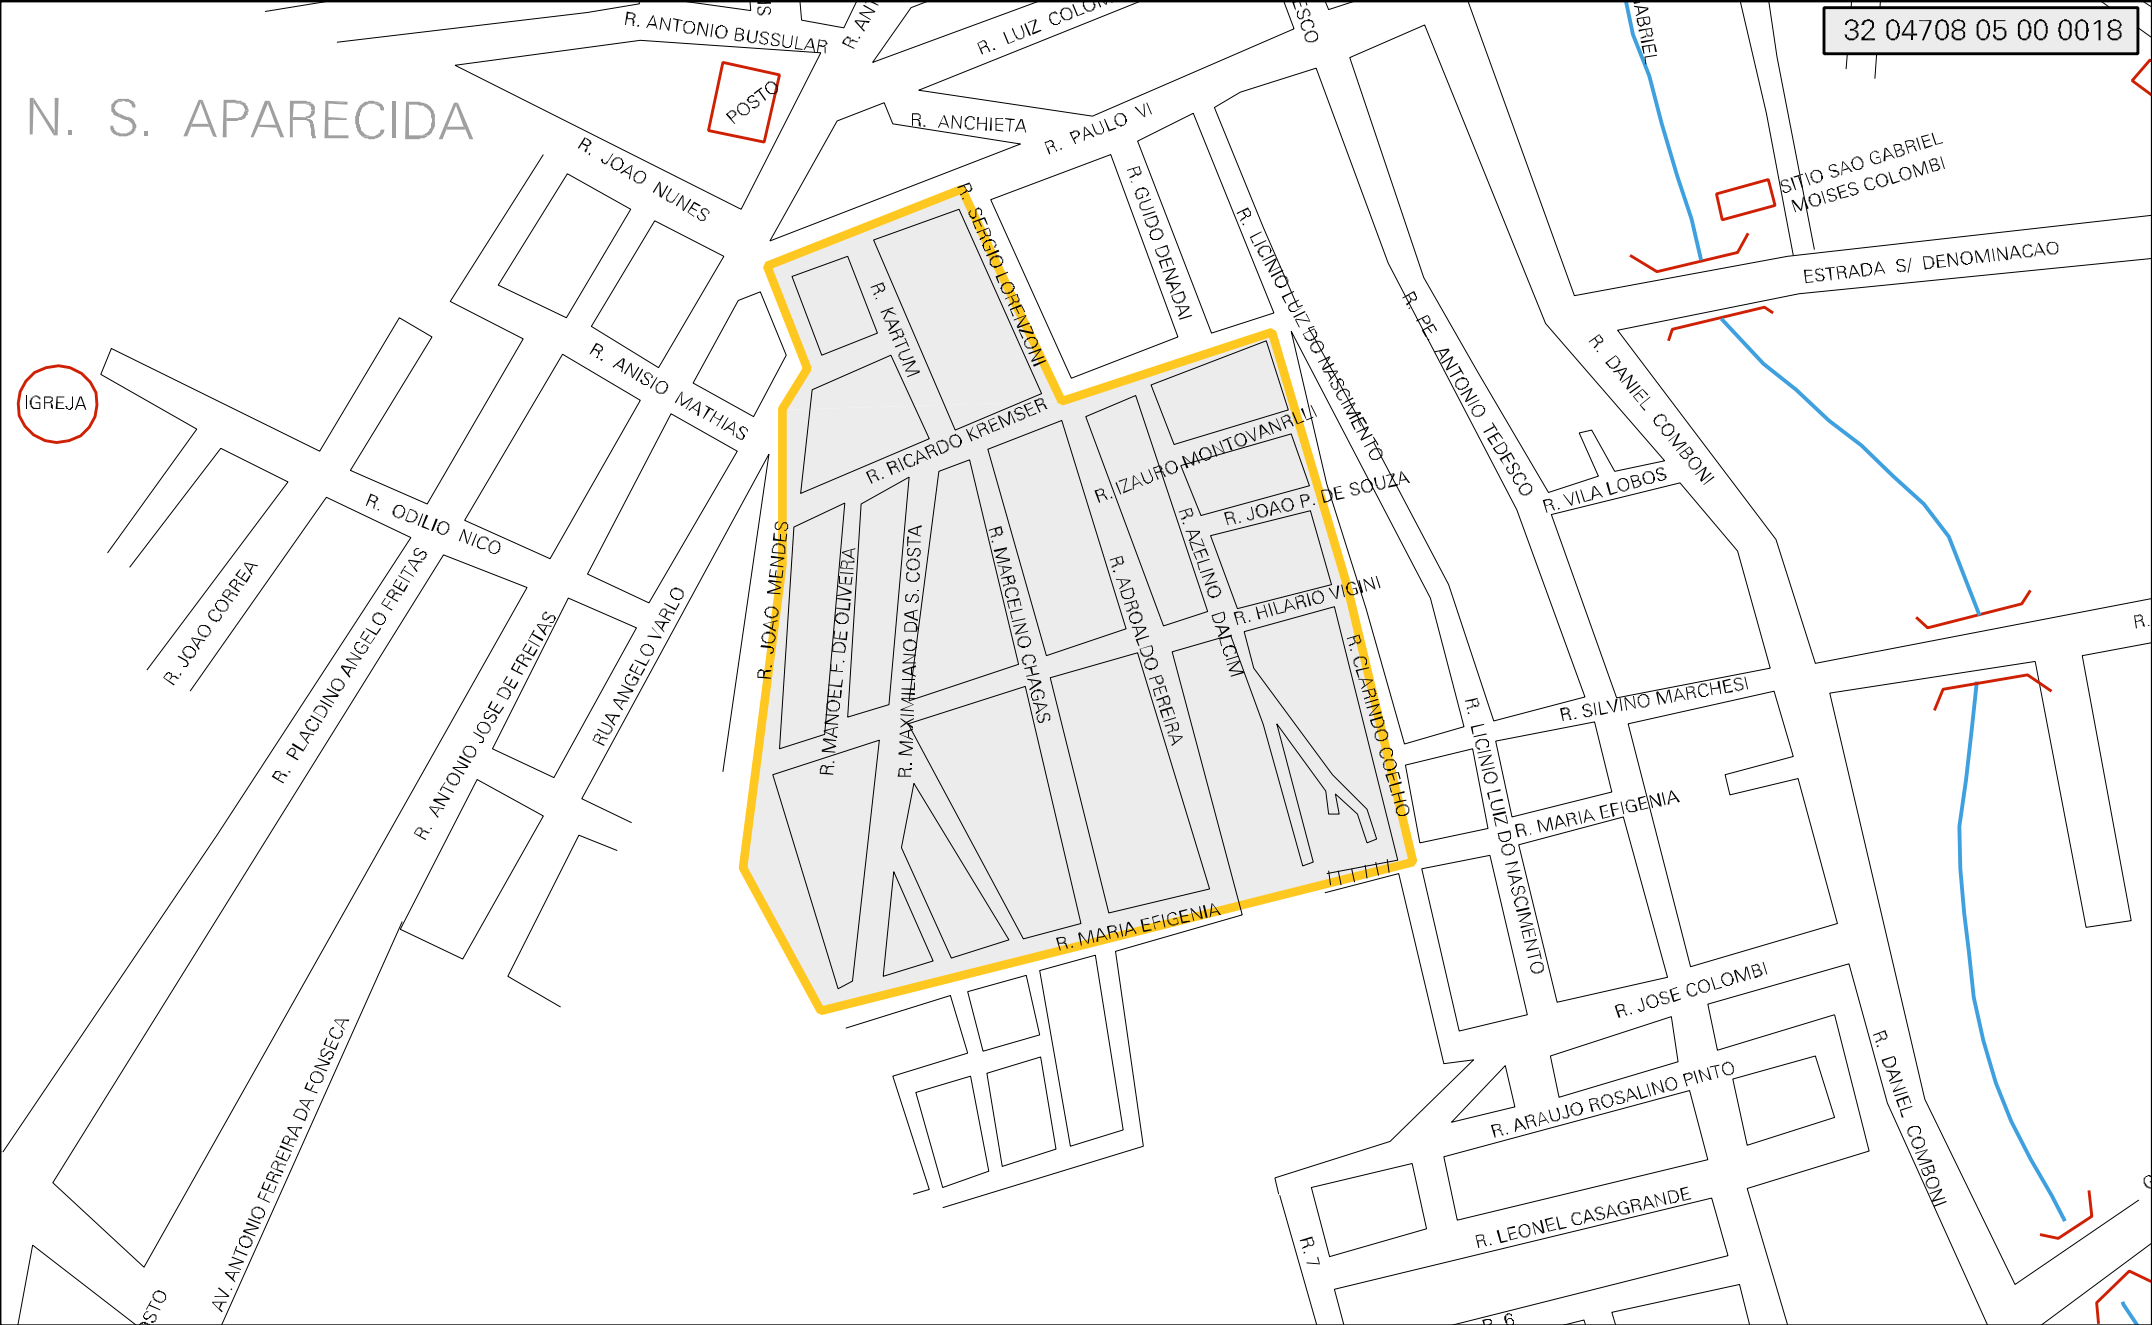 32 04708 05 00 0018
R. ANTONIO BUSSULAR
R. LUIZ
N. S. APARECIDA
POSTO
R. ANCHIETA
R. PAULO VI
R. JOAO NUNES
SITIO SAO GABRIEL
MOISES COLOMBI
ESTRADA S/ DENOMINACAO
R. SERGIO LORENZONI
R. GUIDO DENADAI
R. LICINIO LUIZ DO NASCIMENTO
R. PE ANTONIO TEDESCO
R. DANIEL COMBONI
R. KARTUM
R. ANISIO MATHIAS
IGREJA
R. RICARDO KREMSER
R. IZAURO MONTOVANRLLI
R. JOAO P. DE SOUZA
R. VILA LOBOS
R. ODILIO NICO
R. JOAO CORREA
R. PLACIDINO ANGELO FREITAS
R. ANTONIO JOSE DE FREITAS
RUA ANGELO VARLO
R. JOAO MENDES
R. MANOEL F. DE OLIVEIRA
R. MAXIMILIANO DA S. COSTA
R. MARCELINO CHAGAS
R. ADROALDO PEREIRA
R. AZELINO DALCIM
R. HILARIO VIGINI
R. CLARINDO COELHO
R. SILVINO MARCHESI
R. LICINIO LUIZ DO NASCIMENTO
R. MARIA EFIGENIA
R. MARIA EFIGENIA
R. JOSE COLOMBI
R. ARAUJO ROSALINO PINTO
R. DANIEL COMBONI
R. LEONEL CASAGRANDE
R. 7
R. 6
AV. ANTONIO FERREIRA DA FONSECA